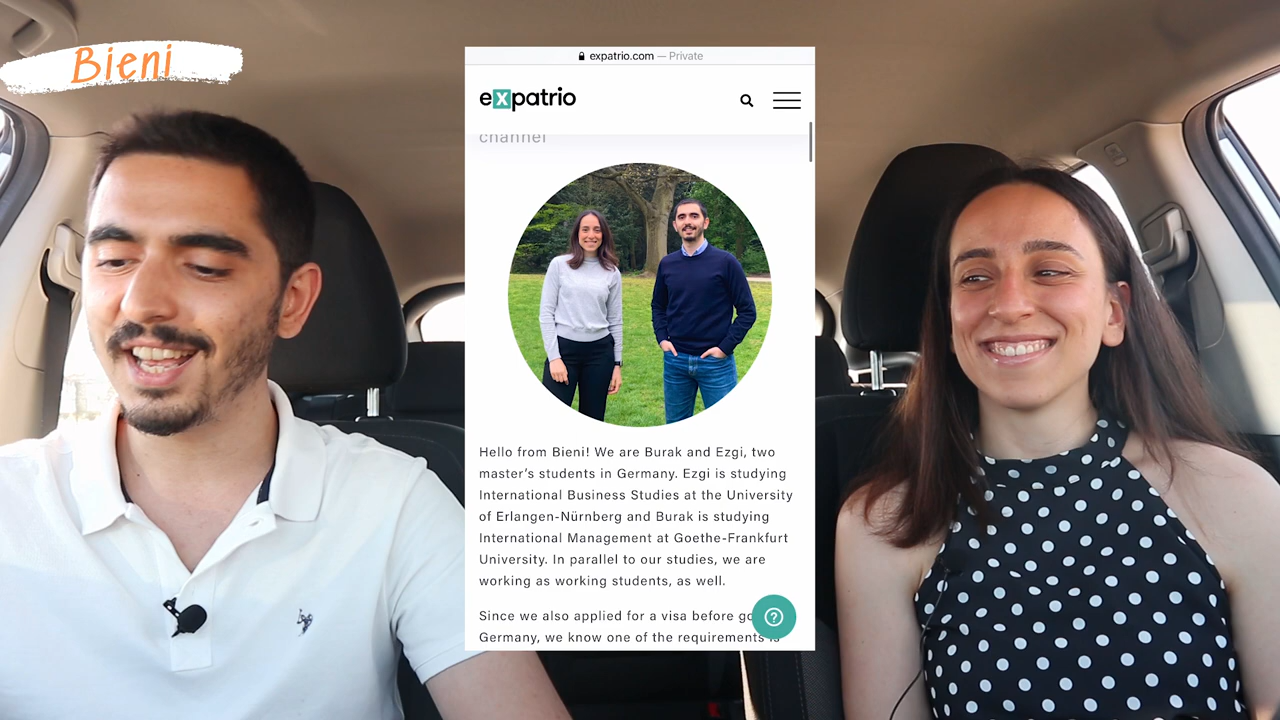 Bieni
expatrio.com — Private
expatrio
channel
Hello from Bieni! We are Burak and Ezgi, two
master's students in Germany. Ezgi is studying
International Business Studies at the University
of Erlangen-Nürnberg and Burak is studying
International Management at Goethe-Frankfurt
University. In parallel to our studies, we are
working as working students, as well.
Since we also applied for a visa before go
Germany, we know one of the requirements is